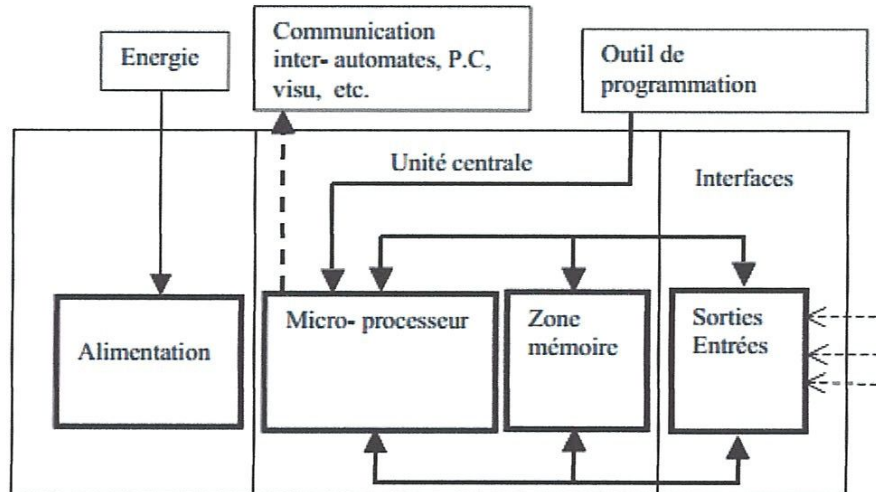 Energie
Communication
inter- automates, P.C,
visu, etc.
Outil de
programmation
Unité centrale
Interfaces
Alimentation
Micro- processeur
Zone
mémoire
Sorties
Entrées